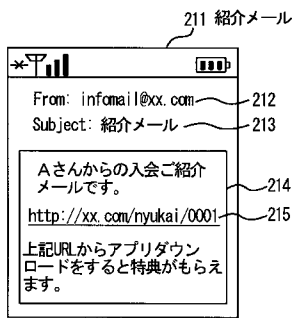 211 紹介メール
From: infomail@xx.com 212
Subject: 紹介メール 213
Aさんからの入会ご紹介
メールです。
214
http://xx.com/nyukai/0001 215
上記URLからアプリダウン
ロードをすると特典がもらえ
ます。